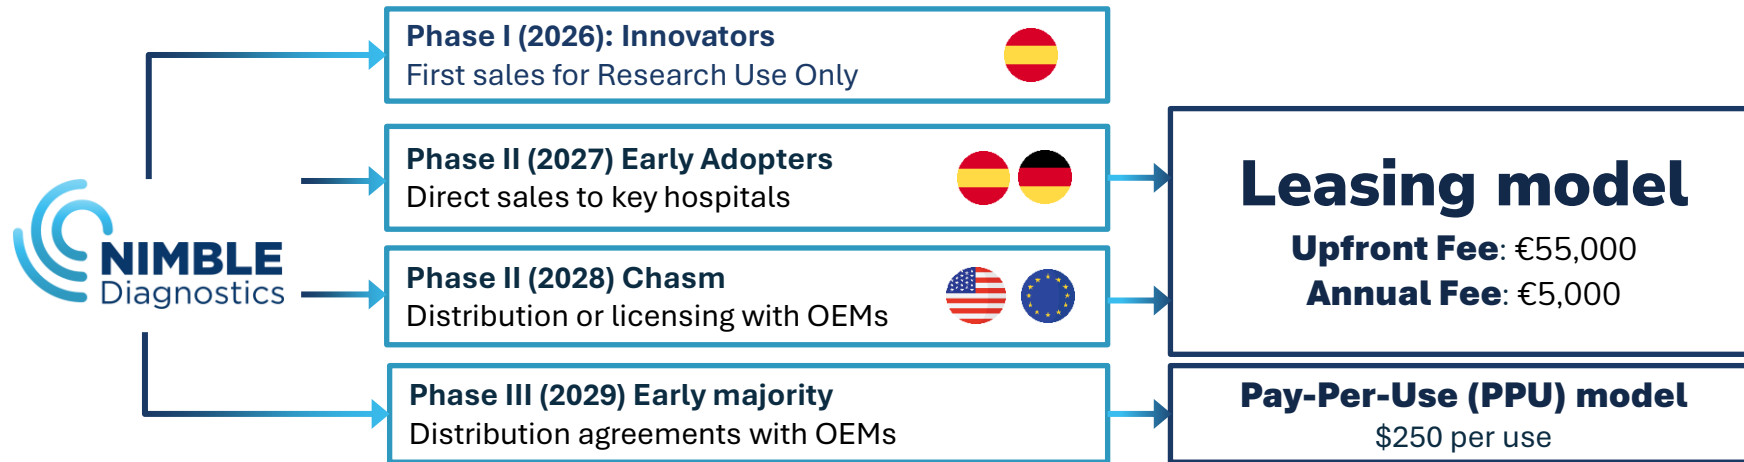 Phase I (2026): Innovators
First sales for Research Use Only
Phase II (2027) Early Adopters
Direct sales to key hospitals
NIMBLE
Diagnostics
Phase II (2028) Chasm
Distribution or licensing with OEMs
Phase III (2029) Early majority
Distribution agreements with OEMs
Leasing model
Upfront Fee: €55,000
Annual Fee: €5,000
Pay-Per-Use (PPU) model
$250 per use